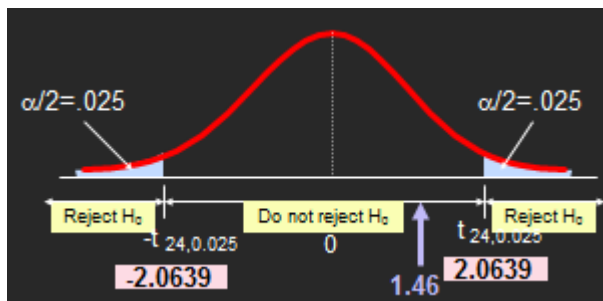 α/2=.025
α/2=.025
Reject H₀
Do not reject H₀
Reject H₀
-t 24,0.025
0
t 24,0.025
-2.0639
1.46
2.0639